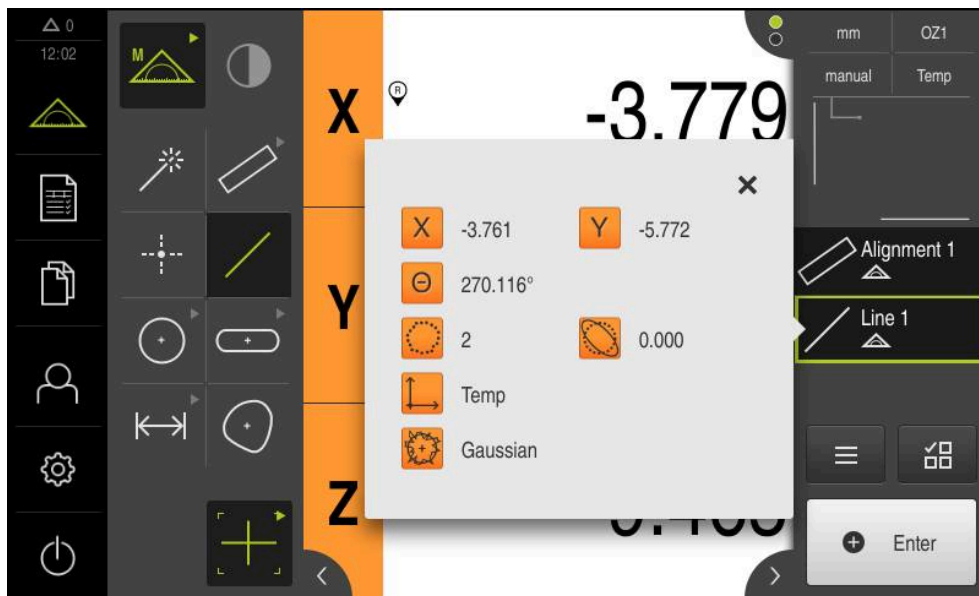 0
12:02
M
X
R
-3.779
Y
Z
X -3.761 Y -5.772
Θ 270.116°
2 0.000
Temp
Gaussian
mm OZ1
manual Temp
Alignment 1
Line 1
Enter